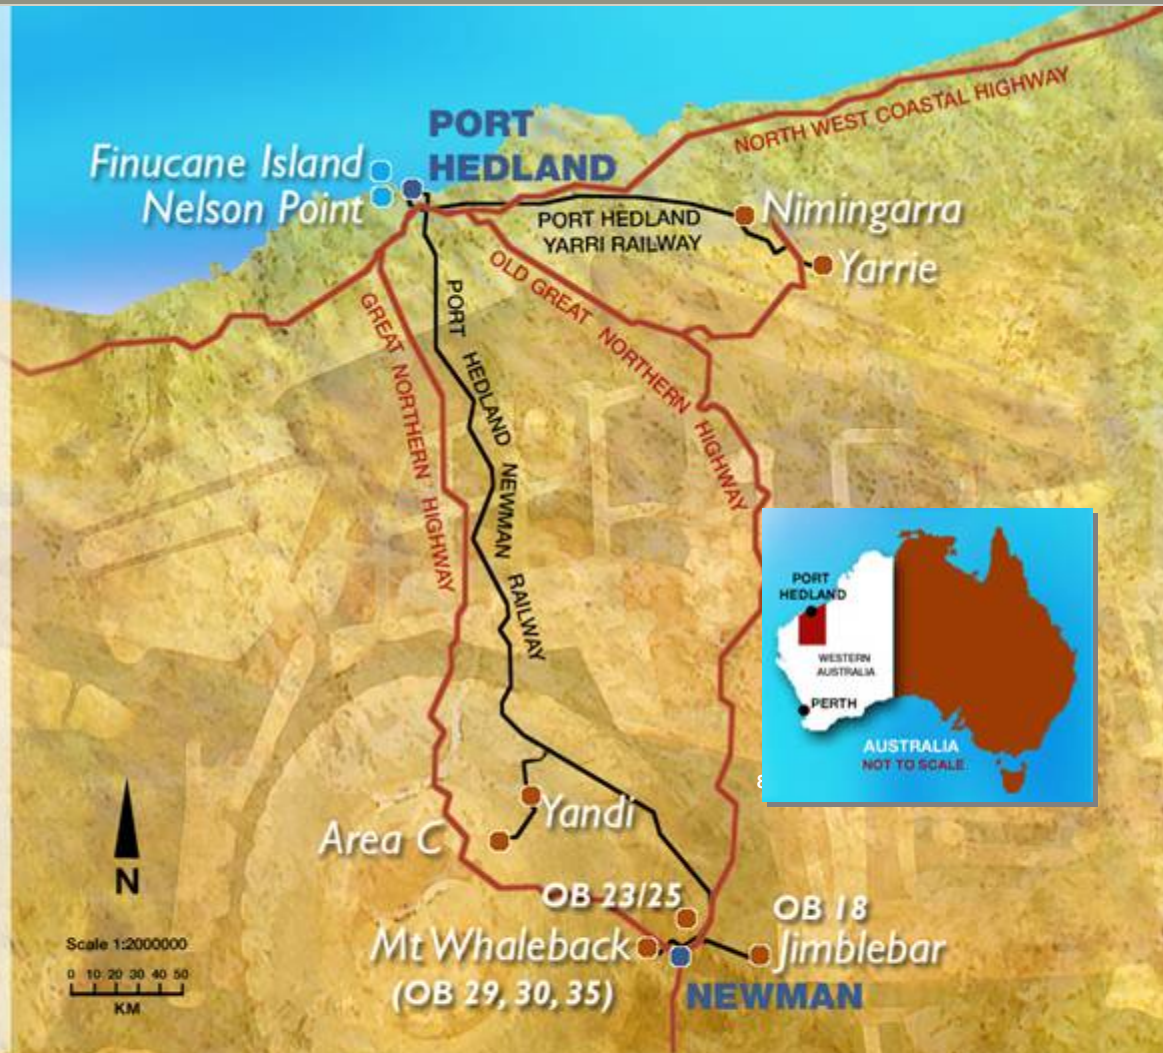 PORT
HEDLAND
Finucane Island
Nelson Point
NORTH WEST COASTAL HIGHWAY
Nimingarra
PORT HEDLAND
YARRI RAILWAY
Yarrie
OLD GREAT NORTHERN HIGHWAY
GREAT NORTHERN HIGHWAY
PORT HEDLAND NEWMAN RAILWAY
PORT
HEDLAND
WESTERN
AUSTRALIA
PERTH
AUSTRALIA
NOT TO SCALE
Yandi
Area C
N
OB 23/25
OB 18
Scale 1:2000000
Mt Whaleback
Jimblebar
0 10 20 30 40 50
KM
(OB 29, 30, 35)
NEWMAN